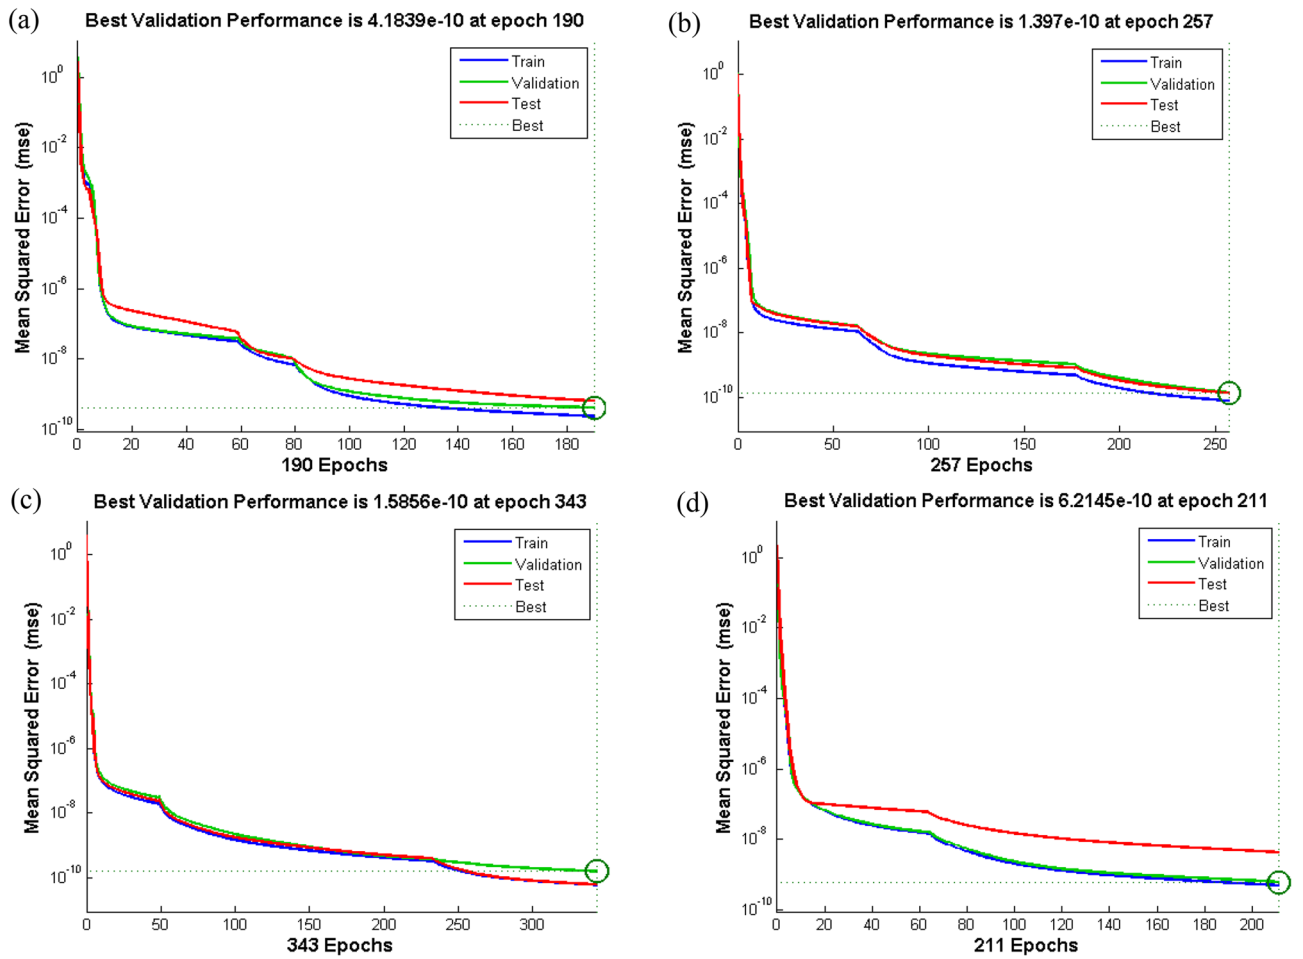 (a)
Best Validation Performance is 4.1839e-10 at epoch 190
Mean Squared Error (mse)
10^0
10^-2
10^-4
10^-6
10^-8
10^-10
Train
Validation
Test
Best
0 20 40 60 80 100 120 140 160 180
190 Epochs
(b)
Best Validation Performance is 1.397e-10 at epoch 257
Mean Squared Error (mse)
10^0
10^-2
10^-4
10^-6
10^-8
10^-10
Train
Validation
Test
Best
0 50 100 150 200 250
257 Epochs
(c)
Best Validation Performance is 1.5856e-10 at epoch 343
Mean Squared Error (mse)
10^0
10^-2
10^-4
10^-6
10^-8
10^-10
Train
Validation
Test
Best
0 50 100 150 200 250 300
343 Epochs
(d)
Best Validation Performance is 6.2145e-10 at epoch 211
Mean Squared Error (mse)
10^0
10^-2
10^-4
10^-6
10^-8
10^-10
Train
Validation
Test
Best
0 20 40 60 80 100 120 140 160 180 200
211 Epochs